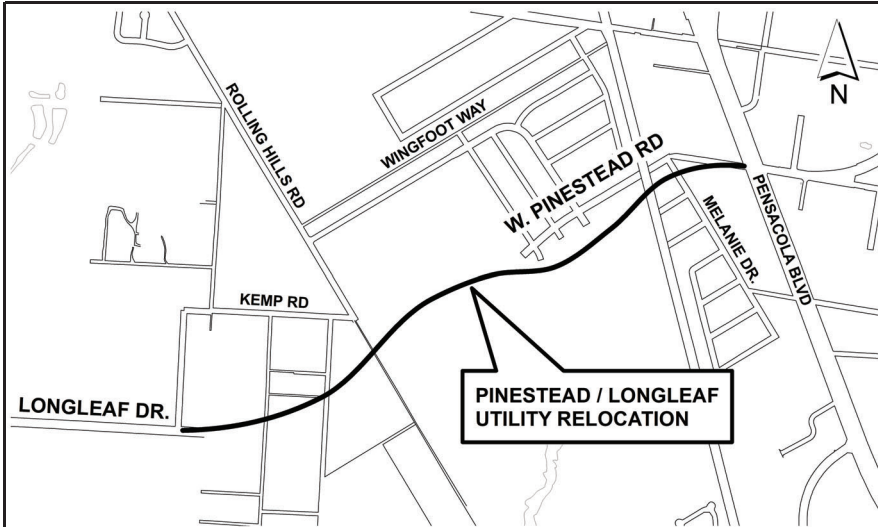 N
ROLLING HILLS RD
WINGFOOT WAY
W. PINESTEAD RD
MELANIE DR.
PENSACOLA BLVD
KEMP RD
LONGLEAF DR.
PINESTEAD / LONGLEAF
UTILITY RELOCATION